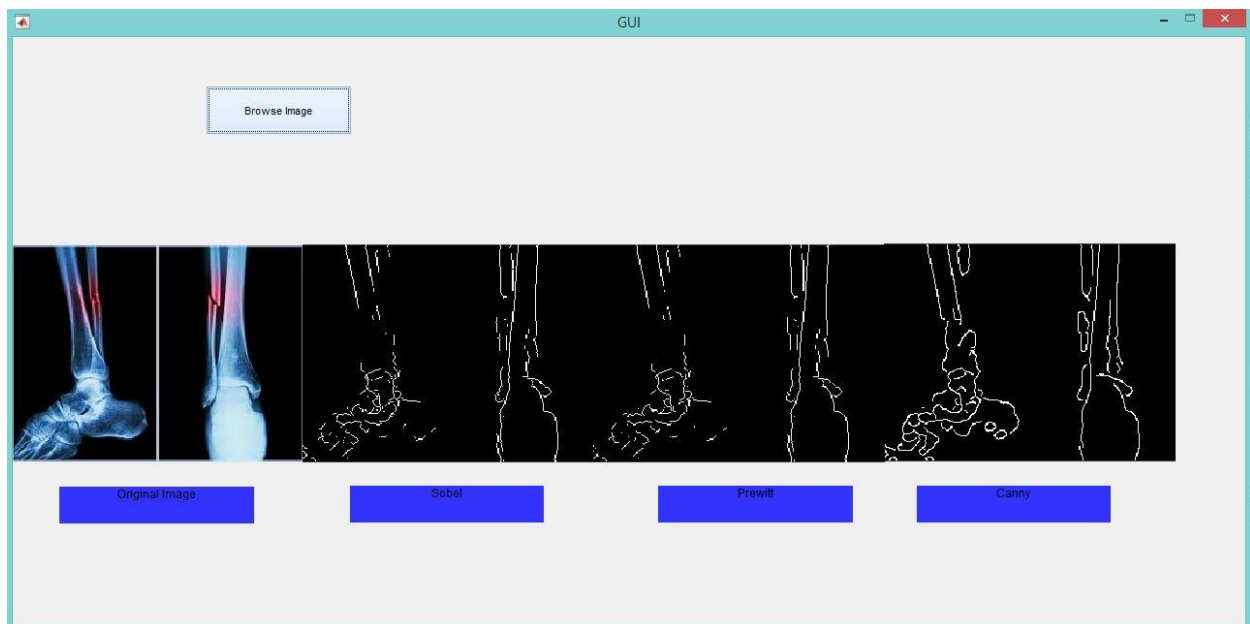 GUI
Browse Image
Original Image
Sobel
Prewitt
Canny